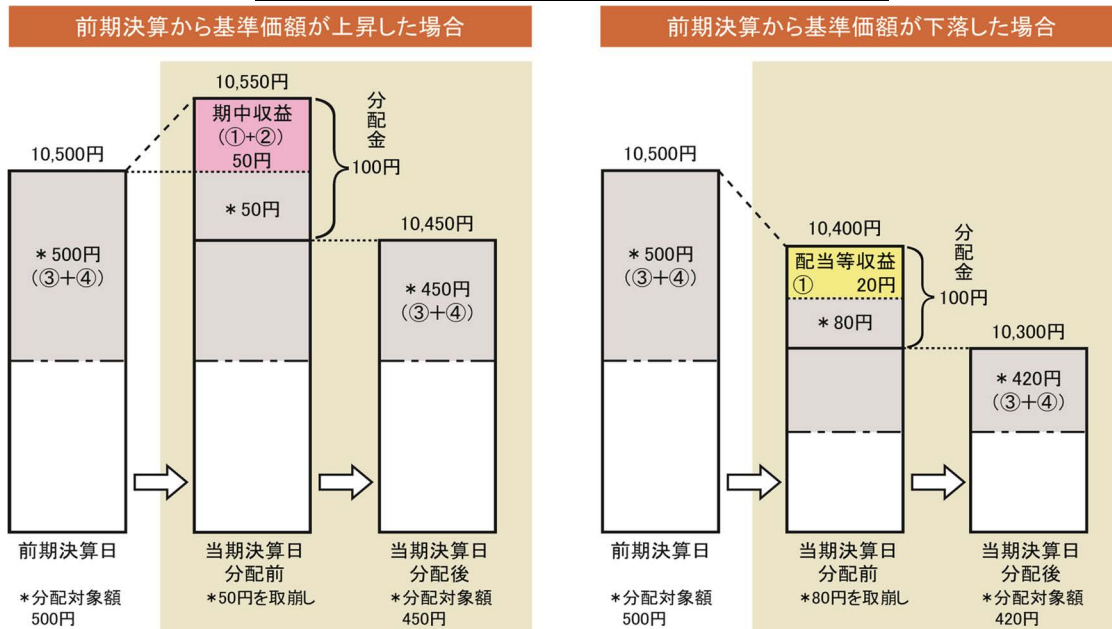 前期決算から基準価額が上昇した場合
10,550円
期中収益
(①+②)
50円
分配金
100円
10,500円
*50円
10,450円
*500円
(③+④)
*450円
(③+④)
前期決算日
当期決算日
分配前
当期決算日
分配後
*分配対象額
500円
*50円を取崩し
*分配対象額
450円
前期決算から基準価額が下落した場合
10,500円
10,400円
分配金
*500円
(③+④)
配当等収益
① 20円
100円
*80円
10,300円
*420円
(③+④)
前期決算日
当期決算日
分配前
当期決算日
分配後
*分配対象額
500円
*80円を取崩し
*分配対象額
420円